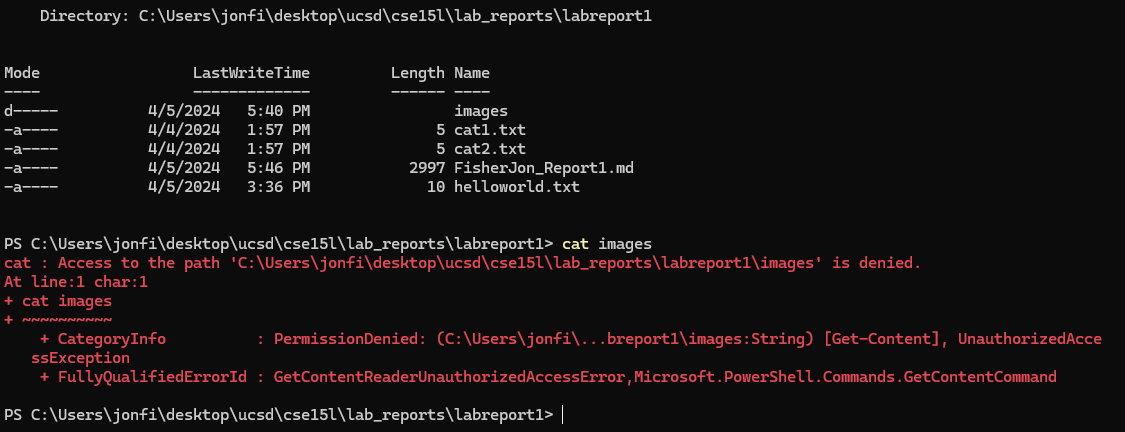 Directory: C:\Users\jonfi\desktop\ucsd\cse15l\lab_reports\labreport1
Mode                 LastWriteTime         Length Name
----                 -------------         ------ ----
d-----          4/5/2024   5:40 PM                images
-a----          4/4/2024   1:57 PM              5 cat1.txt
-a----          4/4/2024   1:57 PM              5 cat2.txt
-a----          4/5/2024   5:46 PM           2997 FisherJon_Report1.md
-a----          4/5/2024   3:36 PM             10 helloworld.txt
PS C:\Users\jonfi\desktop\ucsd\cse15l\lab_reports\labreport1> cat images
cat : Access to the path 'C:\Users\jonfi\desktop\ucsd\cse15l\lab_reports\labreport1\images' is denied.
At line:1 char:1
+ cat images
+ ~~~~~~~~~~
    + CategoryInfo          : PermissionDenied: (C:\Users\jonfi\...breport1\images:String) [Get-Content], UnauthorizedAcce
   ssException
    + FullyQualifiedErrorId : GetContentReaderUnauthorizedAccessError,Microsoft.PowerShell.Commands.GetContentCommand
PS C:\Users\jonfi\desktop\ucsd\cse15l\lab_reports\labreport1>